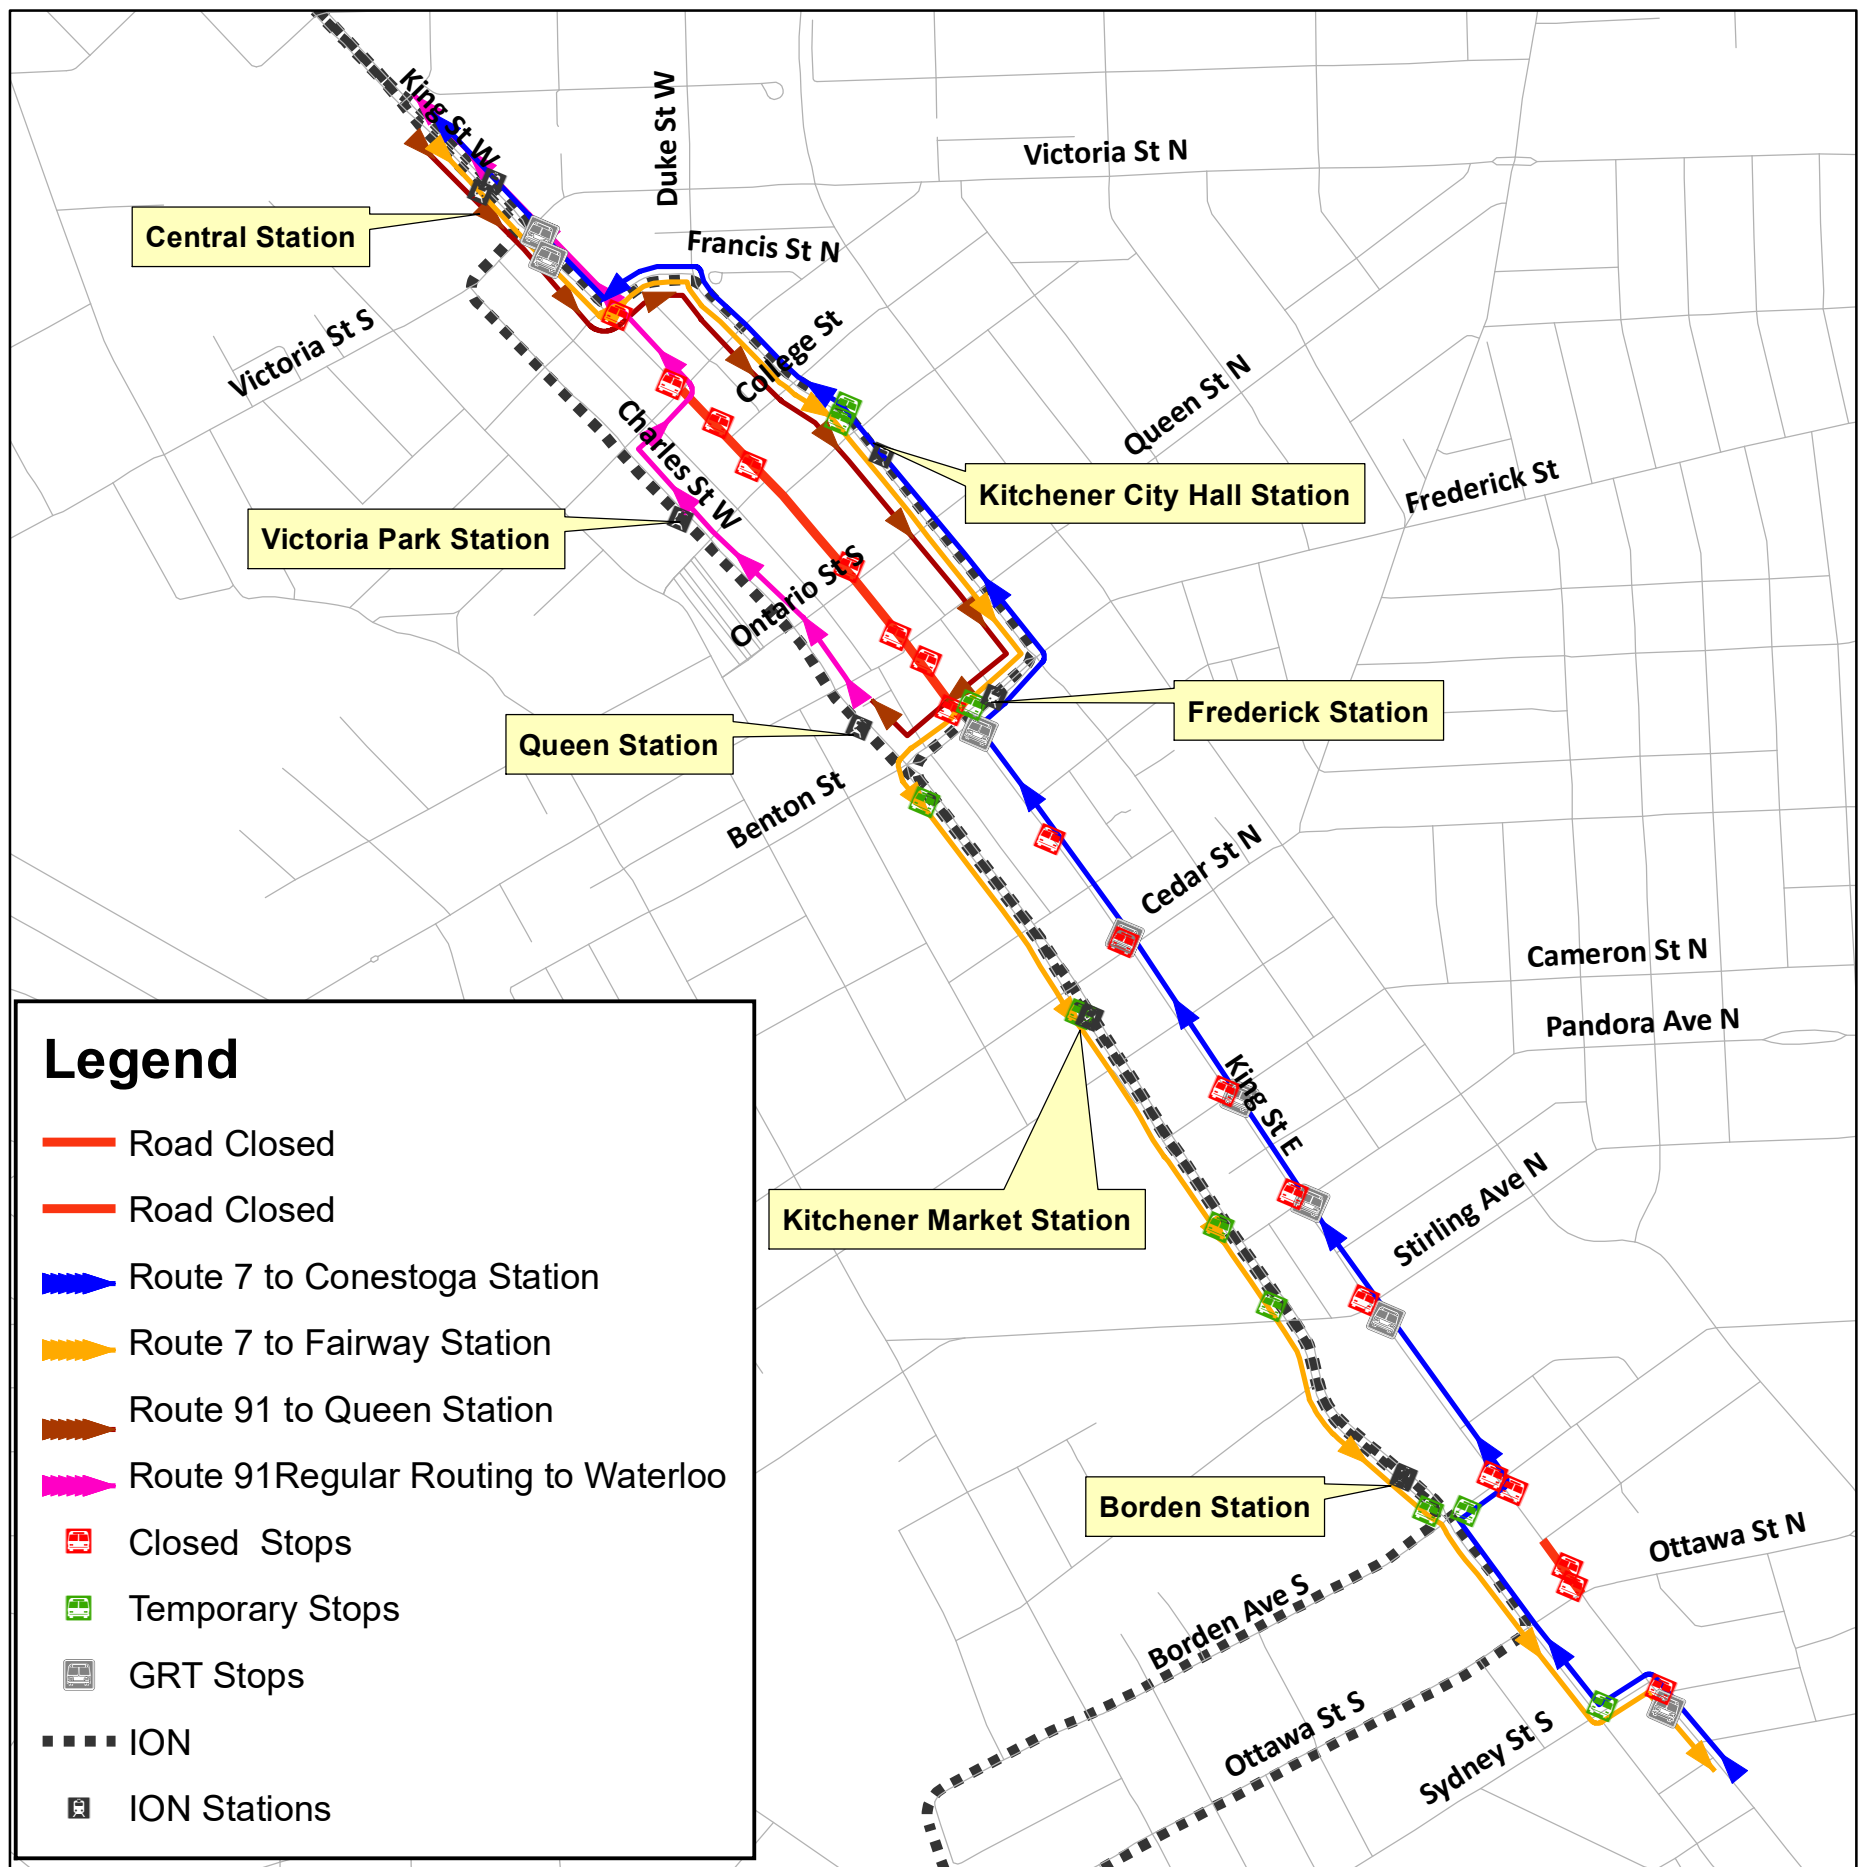 King St W
Duke St W
Victoria St N
Central Station
Francis St N
Victoria St S
College St
Queen St N
Charles St W
Kitchener City Hall Station
Frederick St
Victoria Park Station
Ontario St S
Frederick Station
Queen Station
Benton St
Cedar St N
Cameron St N
Pandora Ave N
King St E
Kitchener Market Station
Stirling Ave N
Borden Station
Ottawa St N
Borden Ave S
Ottawa St S
Sydney St S
Legend
Road Closed
Road Closed
Route 7 to Conestoga Station
Route 7 to Fairway Station
Route 91 to Queen Station
Route 91Regular Routing to Waterloo
Closed  Stops
Temporary Stops
GRT Stops
ION
ION Stations